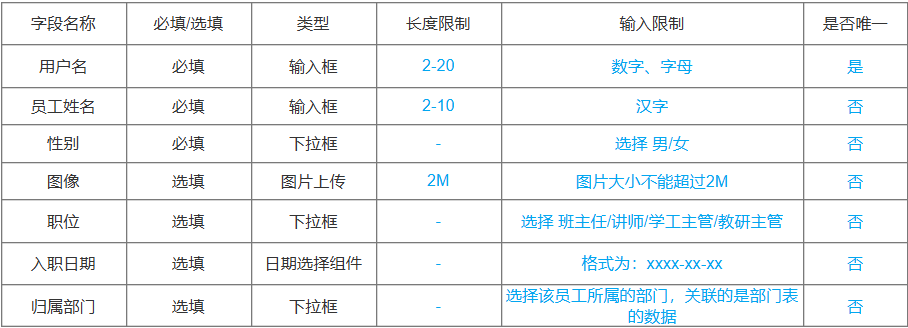 字段名称 必填/选填 类型 长度限制 输入限制 是否唯一
用户名 必填 输入框 2-20 数字、字母 是
员工姓名 必填 输入框 2-10 汉字 否
性别 必填 下拉框 - 选择 男/女 否
图像 选填 图片上传 2M 图片大小不能超过2M 否
职位 选填 下拉框 - 选择 班主任/讲师/学工主管/教研主管 否
入职日期 选填 日期选择组件 - 格式为：xxxx-xx-xx 否
归属部门 选填 下拉框 - 选择该员工所属的部门，关联的是部门表 否
的数据